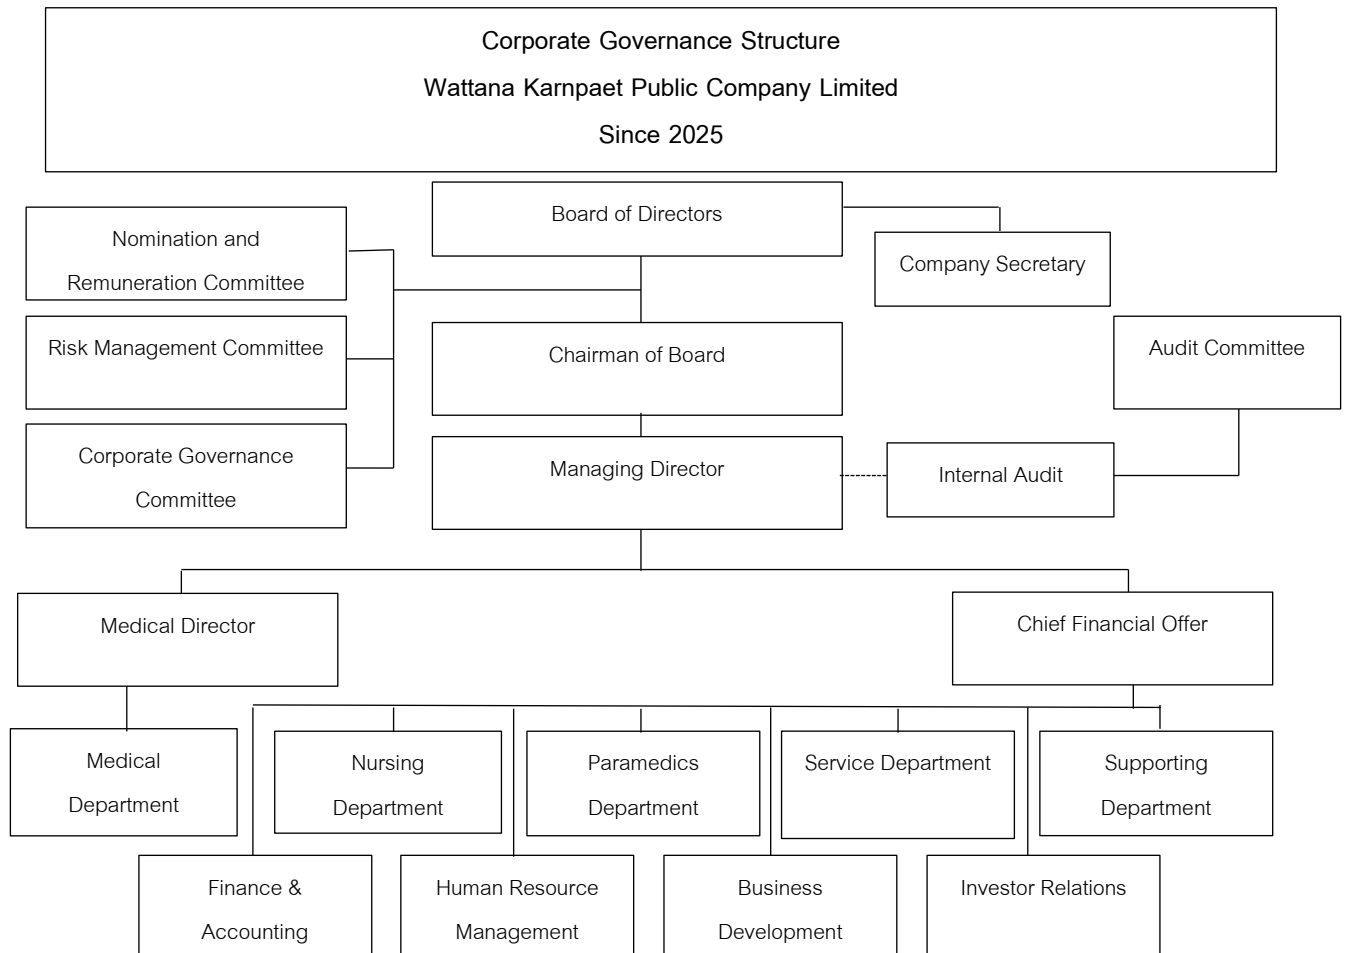 Corporate Governance Structure
Wattana Karnpaet Public Company Limited
Since 2025
Board of Directors
Company Secretary
Nomination and
Remuneration Committee
Risk Management Committee
Chairman of Board
Audit Committee
Corporate Governance
Committee
Managing Director
Internal Audit
Medical Director
Chief Financial Offer
Medical
Department
Nursing
Department
Paramedics
Department
Service Department
Supporting
Department
Finance &
Accounting
Human Resource
Management
Business
Development
Investor Relations